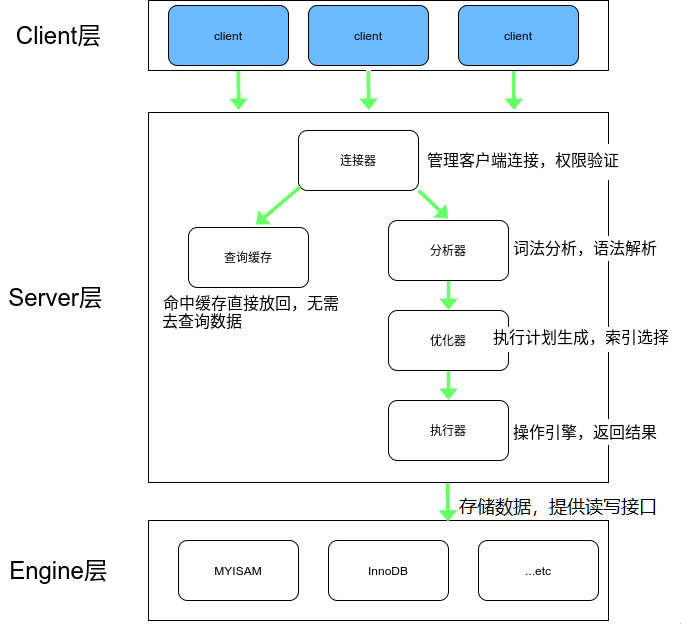 Client层
client
client
client
Server层
连接器
管理客户端连接，权限验证
查询缓存
命中缓存直接放回，无需
去查询数据
分析器
词法分析，语法解析
优化器
执行计划生成，索引选择
执行器
操作引擎，返回结果
存储数据，提供读写接口
Engine层
MYISAM
InnoDB
...etc